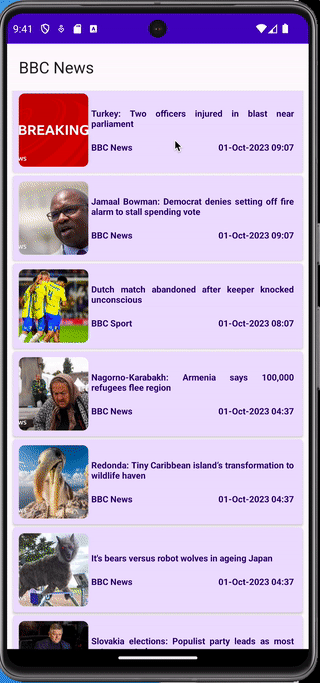 9:41
A
BBC News
BREAKING
WS
Turkey: Two officers injured in blast near
parliament
BBC News 01-Oct-2023 09:07
Jamaal Bowman: Democrat denies setting off fire
alarm to stall spending vote
BBC News 01-Oct-2023 09:07
Dutch match abandoned after keeper knocked
unconscious
BBC Sport 01-Oct-2023 08:07
Nagorno-Karabakh: Armenia says 100,000
refugees flee region
BBC News 01-Oct-2023 04:37
Redonda: Tiny Caribbean island's transformation to
wildlife haven
BBC News 01-Oct-2023 04:37
It's bears versus robot wolves in ageing Japan
BBC News 01-Oct-2023 04:37
Slovakia elections: Populist party leads as most